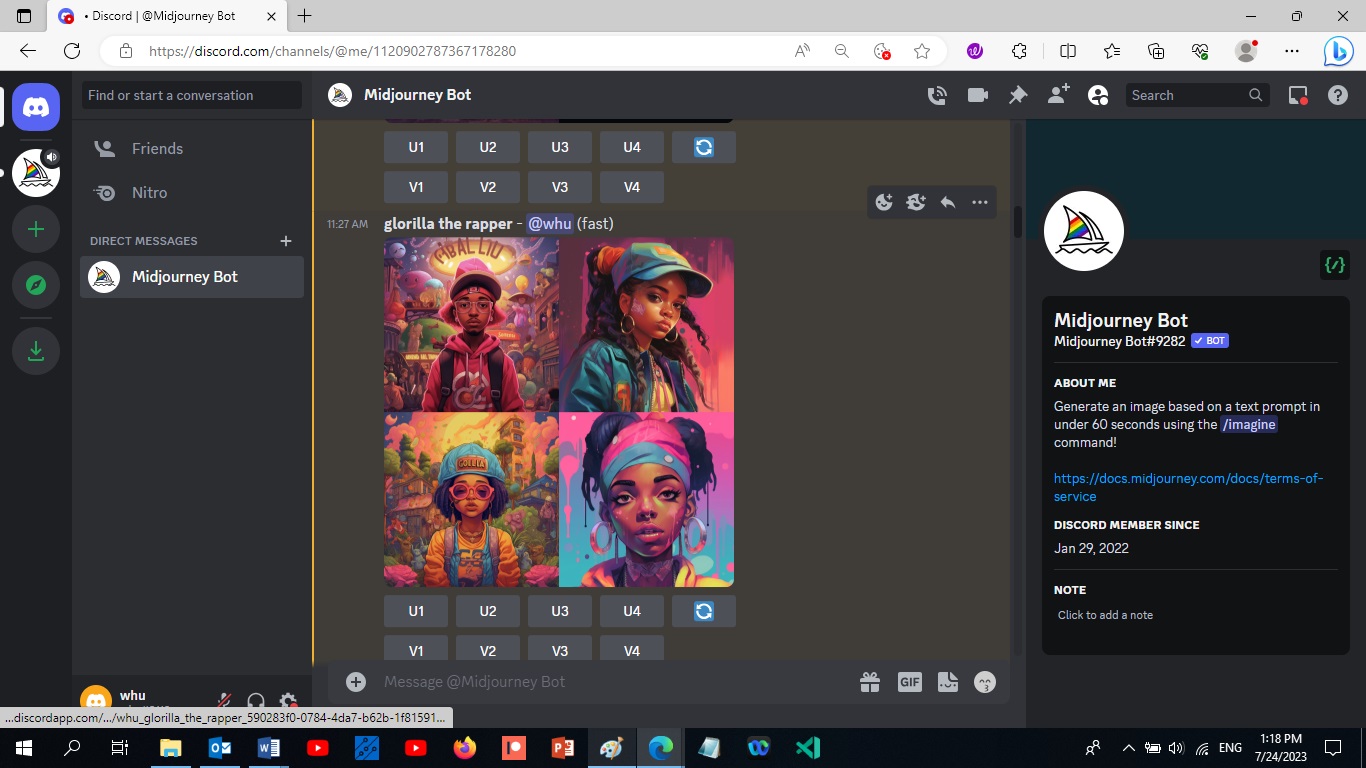 • Discord | @Midjourney Bot
https://discord.com/channels/@me/1120902787367178280
Find or start a conversation
Midjourney Bot
Search
Friends
Nitro
DIRECT MESSAGES
Midjourney Bot
U1 U2 U3 U4
V1 V2 V3 V4
11:27 AM glorilla the rapper - @whu (fast)
U1 U2 U3 U4
V1 V2 V3 V4
Message @Midjourney Bot
GIF
Midjourney Bot
Midjourney Bot#9282 BOT
ABOUT ME
Generate an image based on a text prompt in
under 60 seconds using the /imagine
command!
https://docs.midjourney.com/docs/terms-of-
service
DISCORD MEMBER SINCE
Jan 29, 2022
NOTE
Click to add a note
whu
...discordapp.com/.../whu_glorilla_the_rapper_590283f0-0784-4da7-b62b-1f81591...
ENG
1:18 PM
7/24/2023